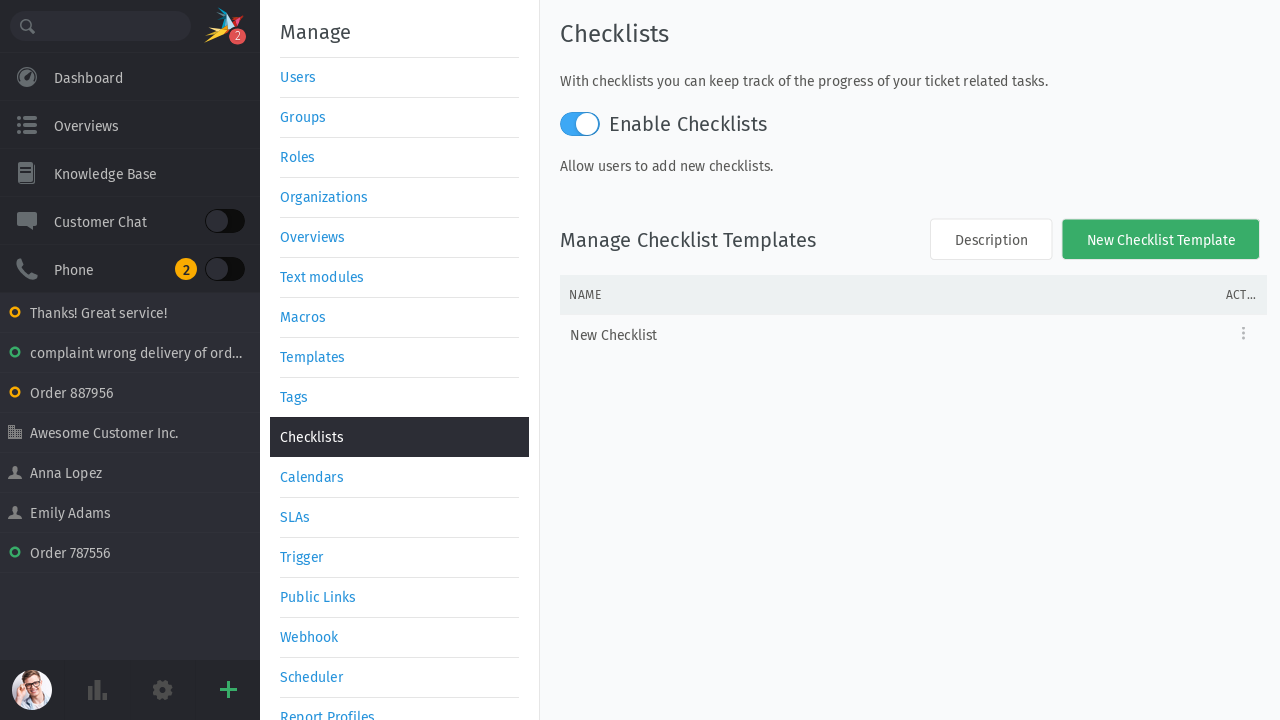 2
Dashboard
Overviews
Knowledge Base
Customer Chat
Phone
2
Thanks! Great service!
complaint wrong delivery of ord...
Order 887956
Awesome Customer Inc.
Anna Lopez
Emily Adams
Order 787556
Manage
Users
Groups
Roles
Organizations
Overviews
Text modules
Macros
Templates
Tags
Checklists
Calendars
SLAs
Trigger
Public Links
Webhook
Scheduler
Report Profiles
Checklists
With checklists you can keep track of the progress of your ticket related tasks.
Enable Checklists
Allow users to add new checklists.
Manage Checklist Templates
Description
New Checklist Template
NAME
ACT...
New Checklist